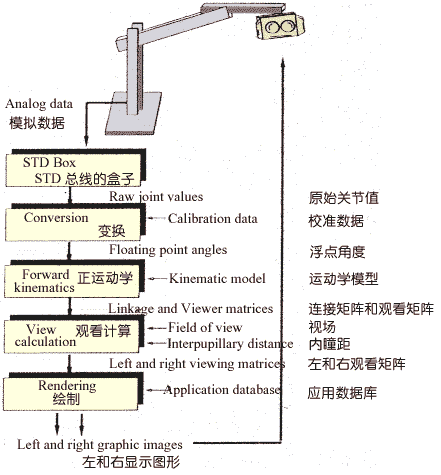 Analog data
模拟数据
STD Box
STD 总线的盒子
Raw joint values 原始关节值
Conversion
变换
Calibration data 校准数据
Floating point angles 浮点角度
Forward kinematics 正运动学
Kinematic model 运动学模型
Linkage and Viewer matrices 连接矩阵和观看矩阵
View calculation 观看计算
Field of view 视场
Interpupillary distance 内瞳距
Left and right viewing matrices 左和右观看矩阵
Rendering
绘制
Application database 应用数据库
Left and right graphic images
左和右显示图形